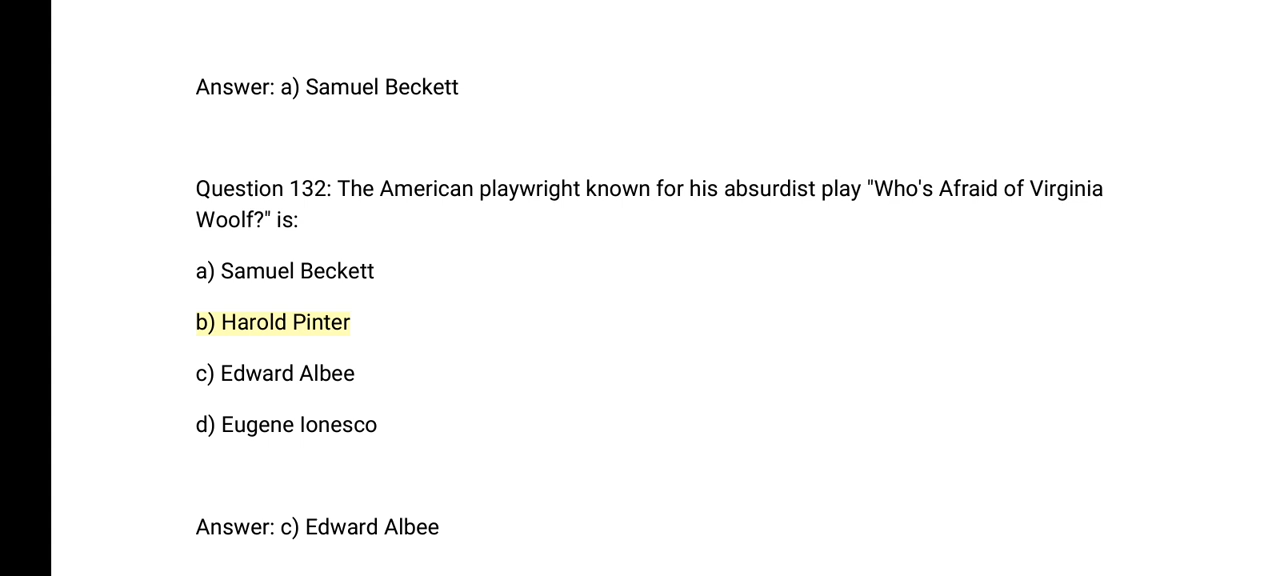 Answer: a) Samuel Beckett
Question 132: The American playwright known for his absurdist play "Who's Afraid of Virginia
Woolf?" is:
a) Samuel Beckett
b) Harold Pinter
c) Edward Albee
d) Eugene Ionesco
Answer: c) Edward Albee